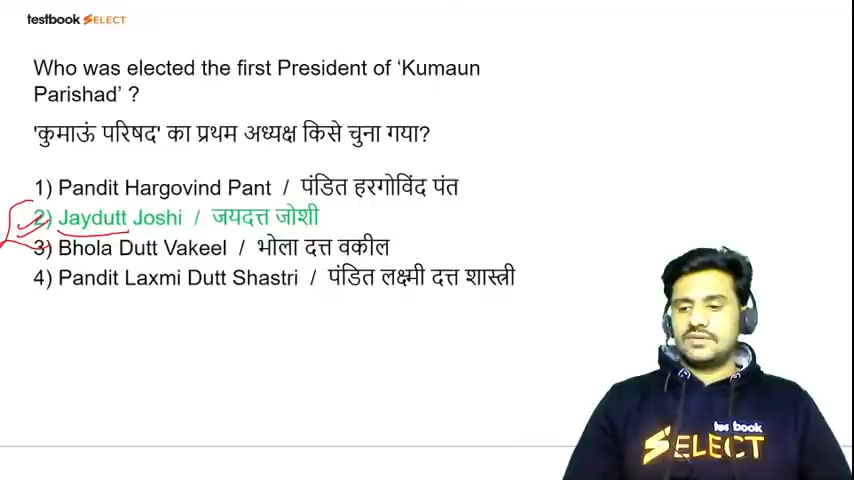 testbook SELECT
Who was elected the first President of ‘Kumaun
Parishad’ ?
'कुमाऊं परिषद' का प्रथम अध्यक्ष किसे चुना गया?
1) Pandit Hargovind Pant / पंडित हरगोविंद पंत
2) Jaydutt Joshi / जयदत्त जोशी
3) Bhola Dutt Vakeel / भोला दत्त वकील
4) Pandit Laxmi Dutt Shastri / पंडित लक्ष्मी दत्त शास्त्री
testbook
SELECT